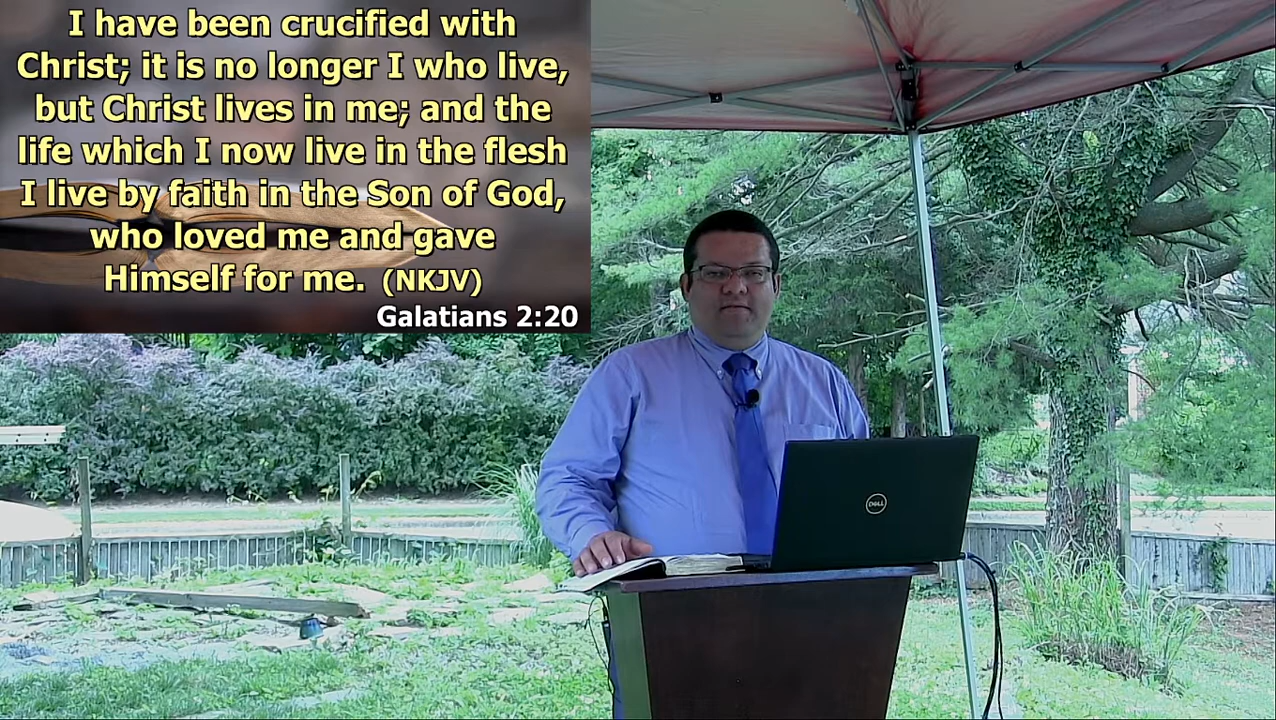 I have been crucified with
Christ; it is no longer I who live,
but Christ lives in me; and the
life which I now live in the flesh
I live by faith in the Son of God,
who loved me and gave
Himself for me. (NKJV)
Galatians 2:20
DELL